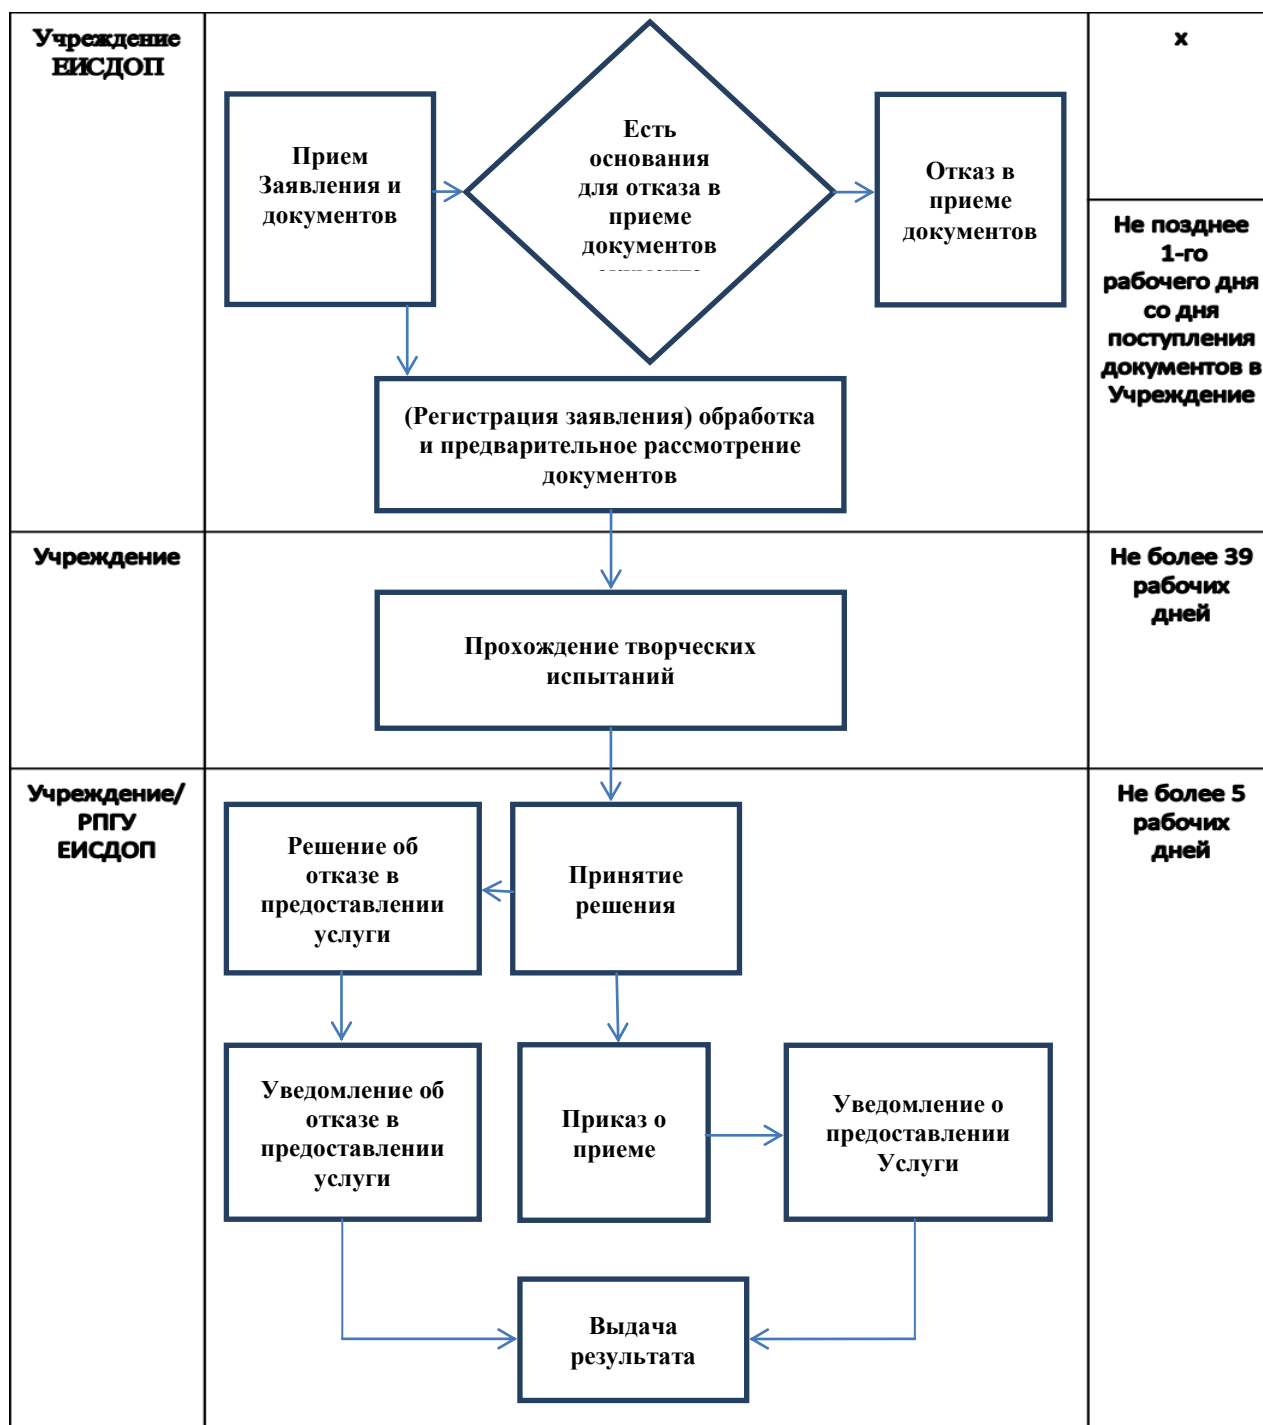 Учреждение
ЕИСДОП
х
Прием
Заявления и
документов
Есть
основания
для отказа в
приеме
документов
Отказ в
приеме
документов
Не позднее
1-го
рабочего дня
со дня
поступления
документов в
Учреждение
(Регистрация заявления) обработка
и предварительное рассмотрение
документов
Учреждение
Не более 39
рабочих
дней
Прохождение творческих
испытаний
Учреждение/
РПГУ
ЕИСДОП
Не более 5
рабочих
дней
Решение об
отказе в
предоставлении
услуги
Принятие
решения
Уведомление об
отказе в
предоставлении
услуги
Приказ о
приеме
Уведомление о
предоставлении
Услуги
Выдача
результата